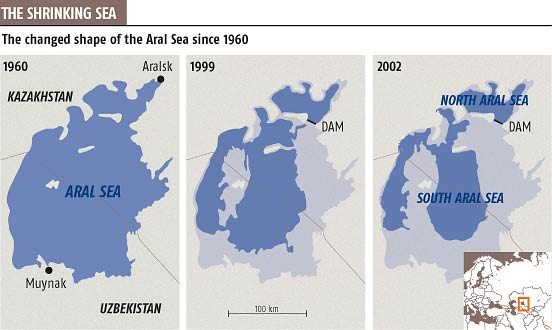 THE SHRINKING SEA
The changed shape of the Aral Sea since 1960
1960
Aralsk
KAZAKHSTAN
ARAL SEA
Muynak
UZBEKISTAN
1999
DAM
100 km
2002
NORTH ARAL SEA
DAM
SOUTH ARAL SEA